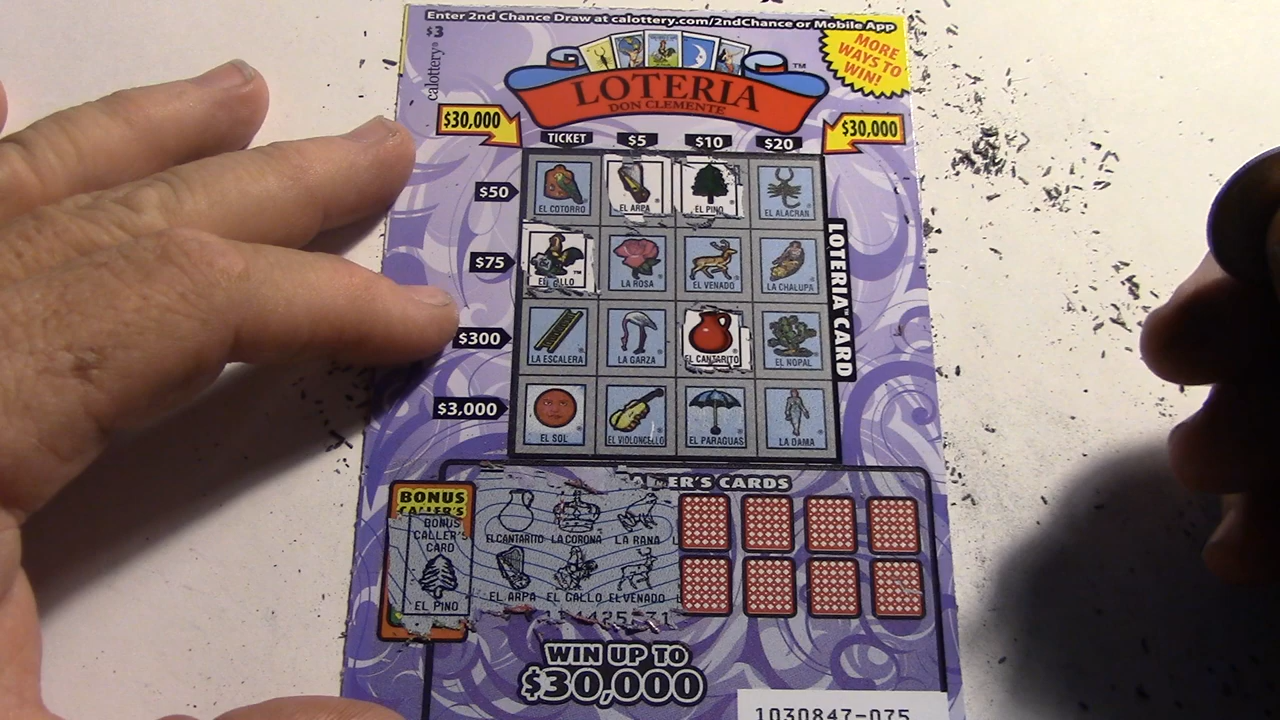 Enter 2nd Chance Draw at calottery.com/2ndChance or Mobile App
$3
calottery®
MORE WAYS TO WIN!
LOTERIA™
DON CLEMENTE
$30,000
$30,000
TICKET $5 $10 $20
$50
EL COTORRO EL ARPA EL PINO EL ALACRAN
$75
EL GALLO LA ROSA EL VENADO LA CHALUPA
$300
LA ESCALERA LA GARZA EL CANTARITO EL NOPAL
$3,000
EL SOL EL VIOLONCELLO EL PARAGUAS LA DAMA
LOTERIA™ CARD
CALLER'S CARDS
BONUS
CALLER'S
BONUS
CALLER'S
CARD
EL PINO
EL CANTARITO LA CORONA LA RANA
EL ARPA EL GALLO EL VENADO
WIN UP TO
$30,000
1030847-075